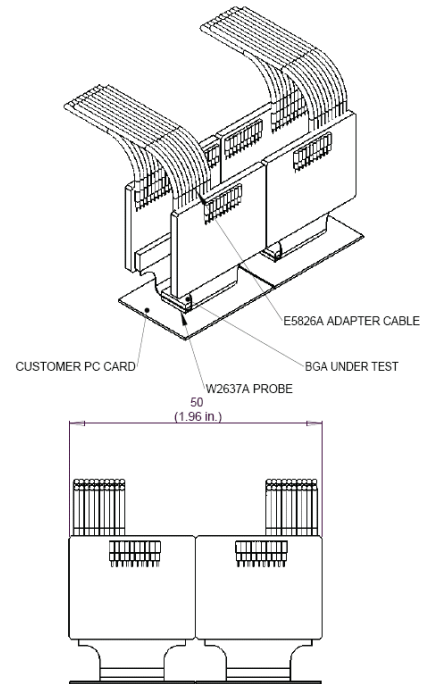 E5826A ADAPTER CABLE
CUSTOMER PC CARD
BGA UNDER TEST
W2637A PROBE
50
(1.96 in.)